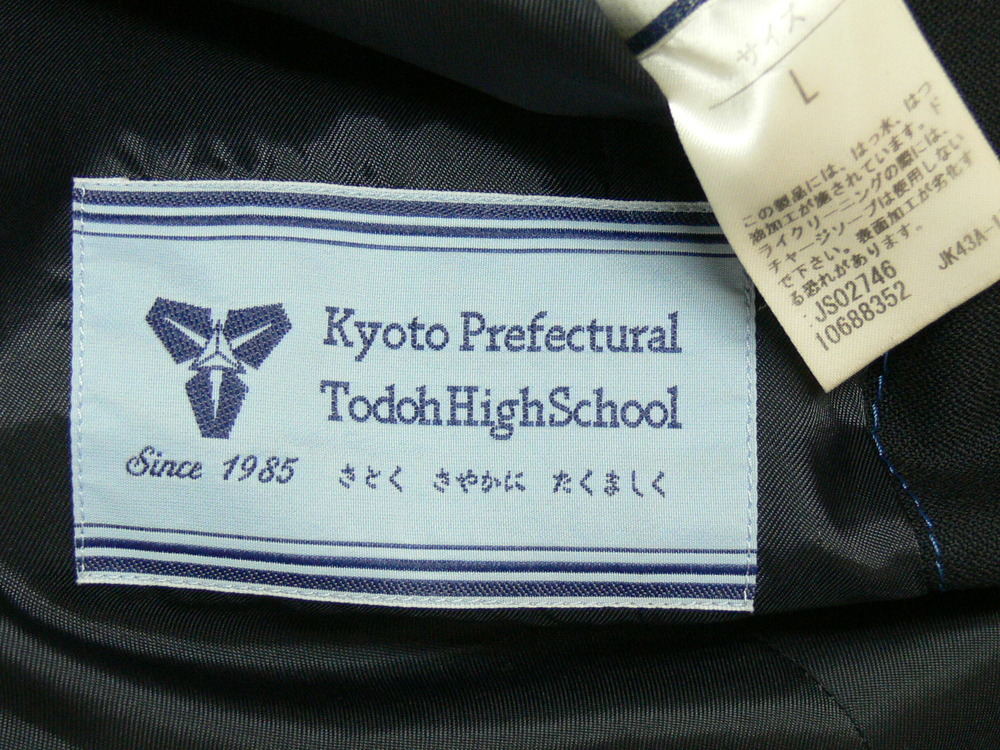 サイズ
L
この製品には、はっ水、はつ
油加工が施されています。ド
ライクリーニングの際には、
チャージソープは使用しない
で下さい。表面加工が劣化す
る恐れがあります。
JS02746
10688352
JK43A-1
Kyoto Prefectural
Todoh High School
Since 1985
さとく さやかに たくましく